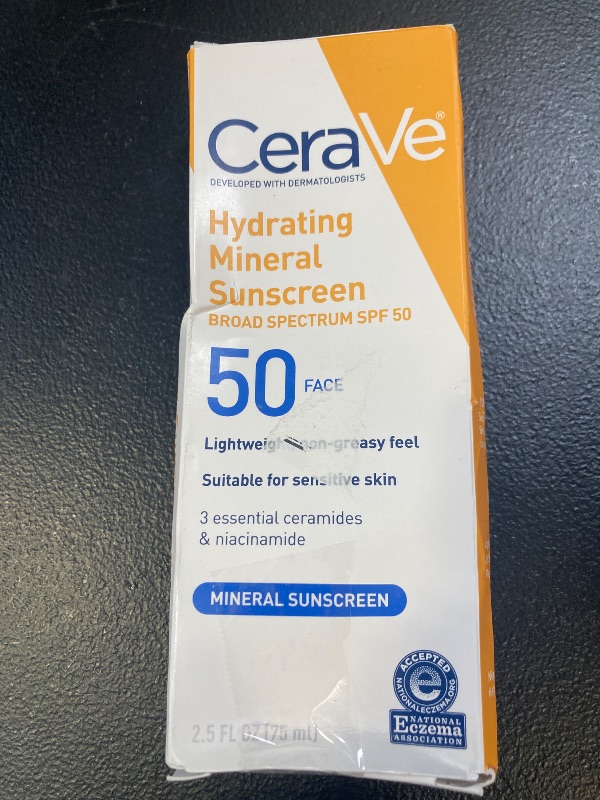 CeraVe®
DEVELOPED WITH DERMATOLOGISTS
Hydrating
Mineral
Sunscreen
BROAD SPECTRUM SPF 50
50 FACE
Lightweight non-greasy feel
Suitable for sensitive skin
3 essential ceramides
& niacinamide
MINERAL SUNSCREEN
ACCEPTED
NATIONALECZEMA.ORG
NATIONAL
Eczema
ASSOCIATION
2.5 FL OZ (75 ml)